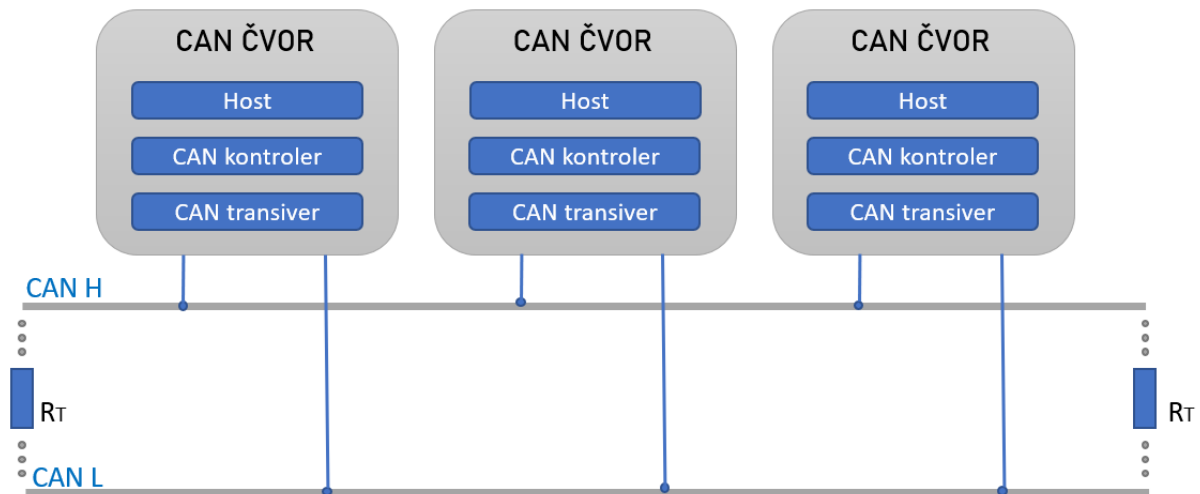 CAN ČVOR
Host
CAN kontroler
CAN transiver
CAN ČVOR
Host
CAN kontroler
CAN transiver
CAN ČVOR
Host
CAN kontroler
CAN transiver
CAN H
RT
RT
CAN L